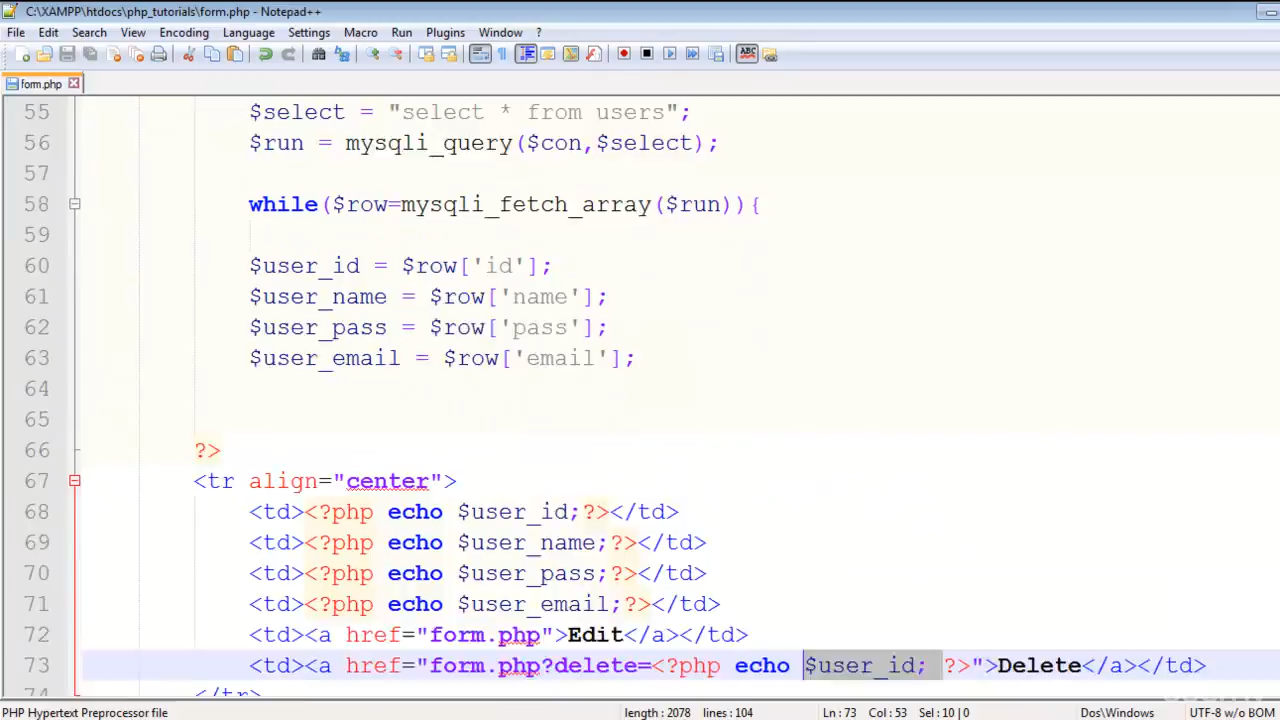 C:\XAMPP\htdocs\php_tutorials\form.php - Notepad++
File Edit Search View Encoding Language Settings Macro Run Plugins Window ?
form.php
55 $select = "select * from users";
56 $run = mysqli_query($con,$select);
57
58 while($row=mysqli_fetch_array($run)){
59
60 $user_id = $row['id'];
61 $user_name = $row['name'];
62 $user_pass = $row['pass'];
63 $user_email = $row['email'];
64
65
66 ?>
67 <tr align="center">
68 <td><?php echo $user_id;?></td>
69 <td><?php echo $user_name;?></td>
70 <td><?php echo $user_pass;?></td>
71 <td><?php echo $user_email;?></td>
72 <td><a href="form.php">Edit</a></td>
73 <td><a href="form.php?delete=<?php echo $user_id; ?>">Delete</a></td>
74 </tr>
PHP Hypertext Preprocessor file length : 2078 lines : 104 Ln : 73 Col : 53 Sel : 10 | 0 Dos\Windows UTF-8 w/o BOM